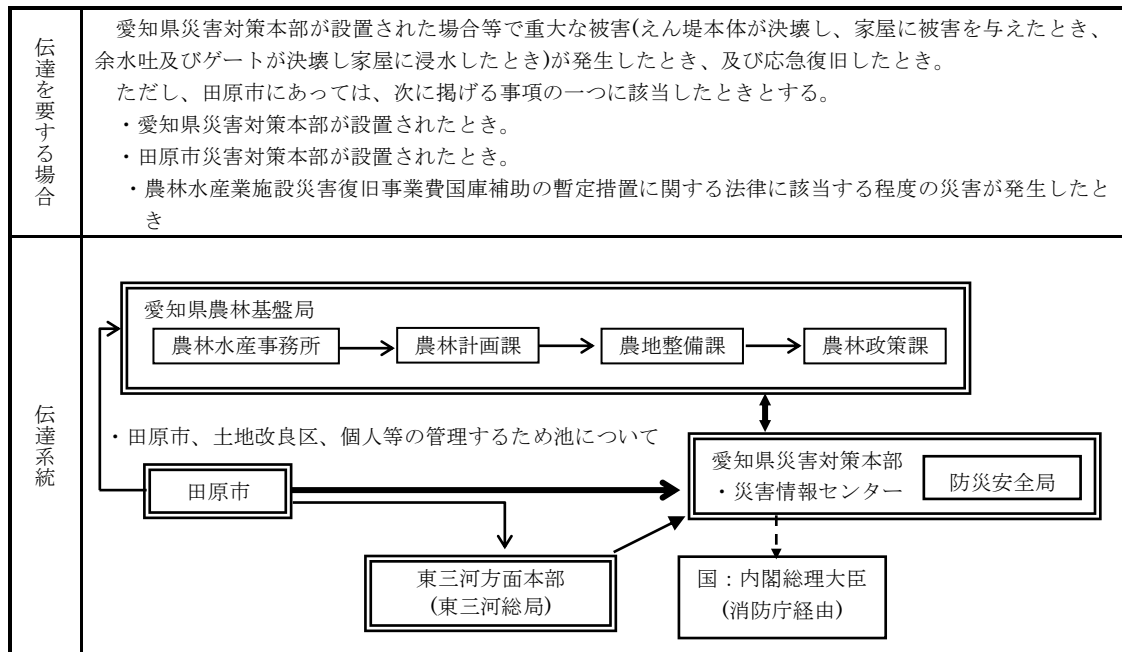 伝達を要する場合
愛知県災害対策本部が設置された場合等で重大な被害(えん堤本体が決壊し、家屋に被害を与えたとき、
余水吐及びゲートが決壊し家屋に浸水したとき)が発生したとき、及び応急復旧したとき。
ただし、田原市にあっては、次に掲げる事項の一つに該当したときとする。
・愛知県災害対策本部が設置されたとき。
・田原市災害対策本部が設置されたとき。
・農林水産業施設災害復旧事業費国庫補助の暫定措置に関する法律に該当する程度の災害が発生したと
き
伝達系統
愛知県農林基盤局
農林水産事務所
農林計画課
農地整備課
農林政策課
・田原市、土地改良区、個人等の管理するため池について
田原市
愛知県災害対策本部
・災害情報センター
防災安全局
東三河方面本部
(東三河総局)
国：内閣総理大臣
(消防庁経由)